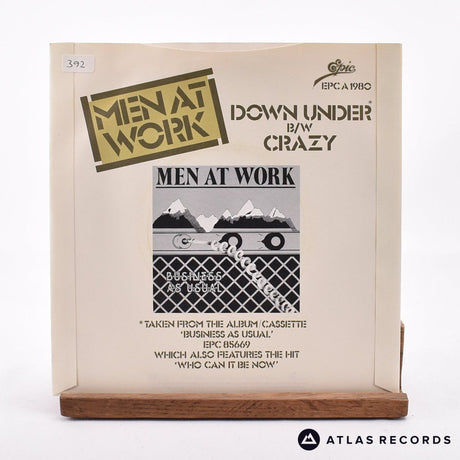 392
Epic
EPC A 1980
MEN AT
WORK
DOWN UNDER*
B/W
CRAZY
MEN AT WORK
BUSINESS
AS USUAL
*TAKEN FROM THE ALBUM/CASSETTE
'BUSINESS AS USUAL'
EPC 85669
WHICH ALSO FEATURES THE HIT
'WHO CAN IT BE NOW'
ATLAS RECORDS